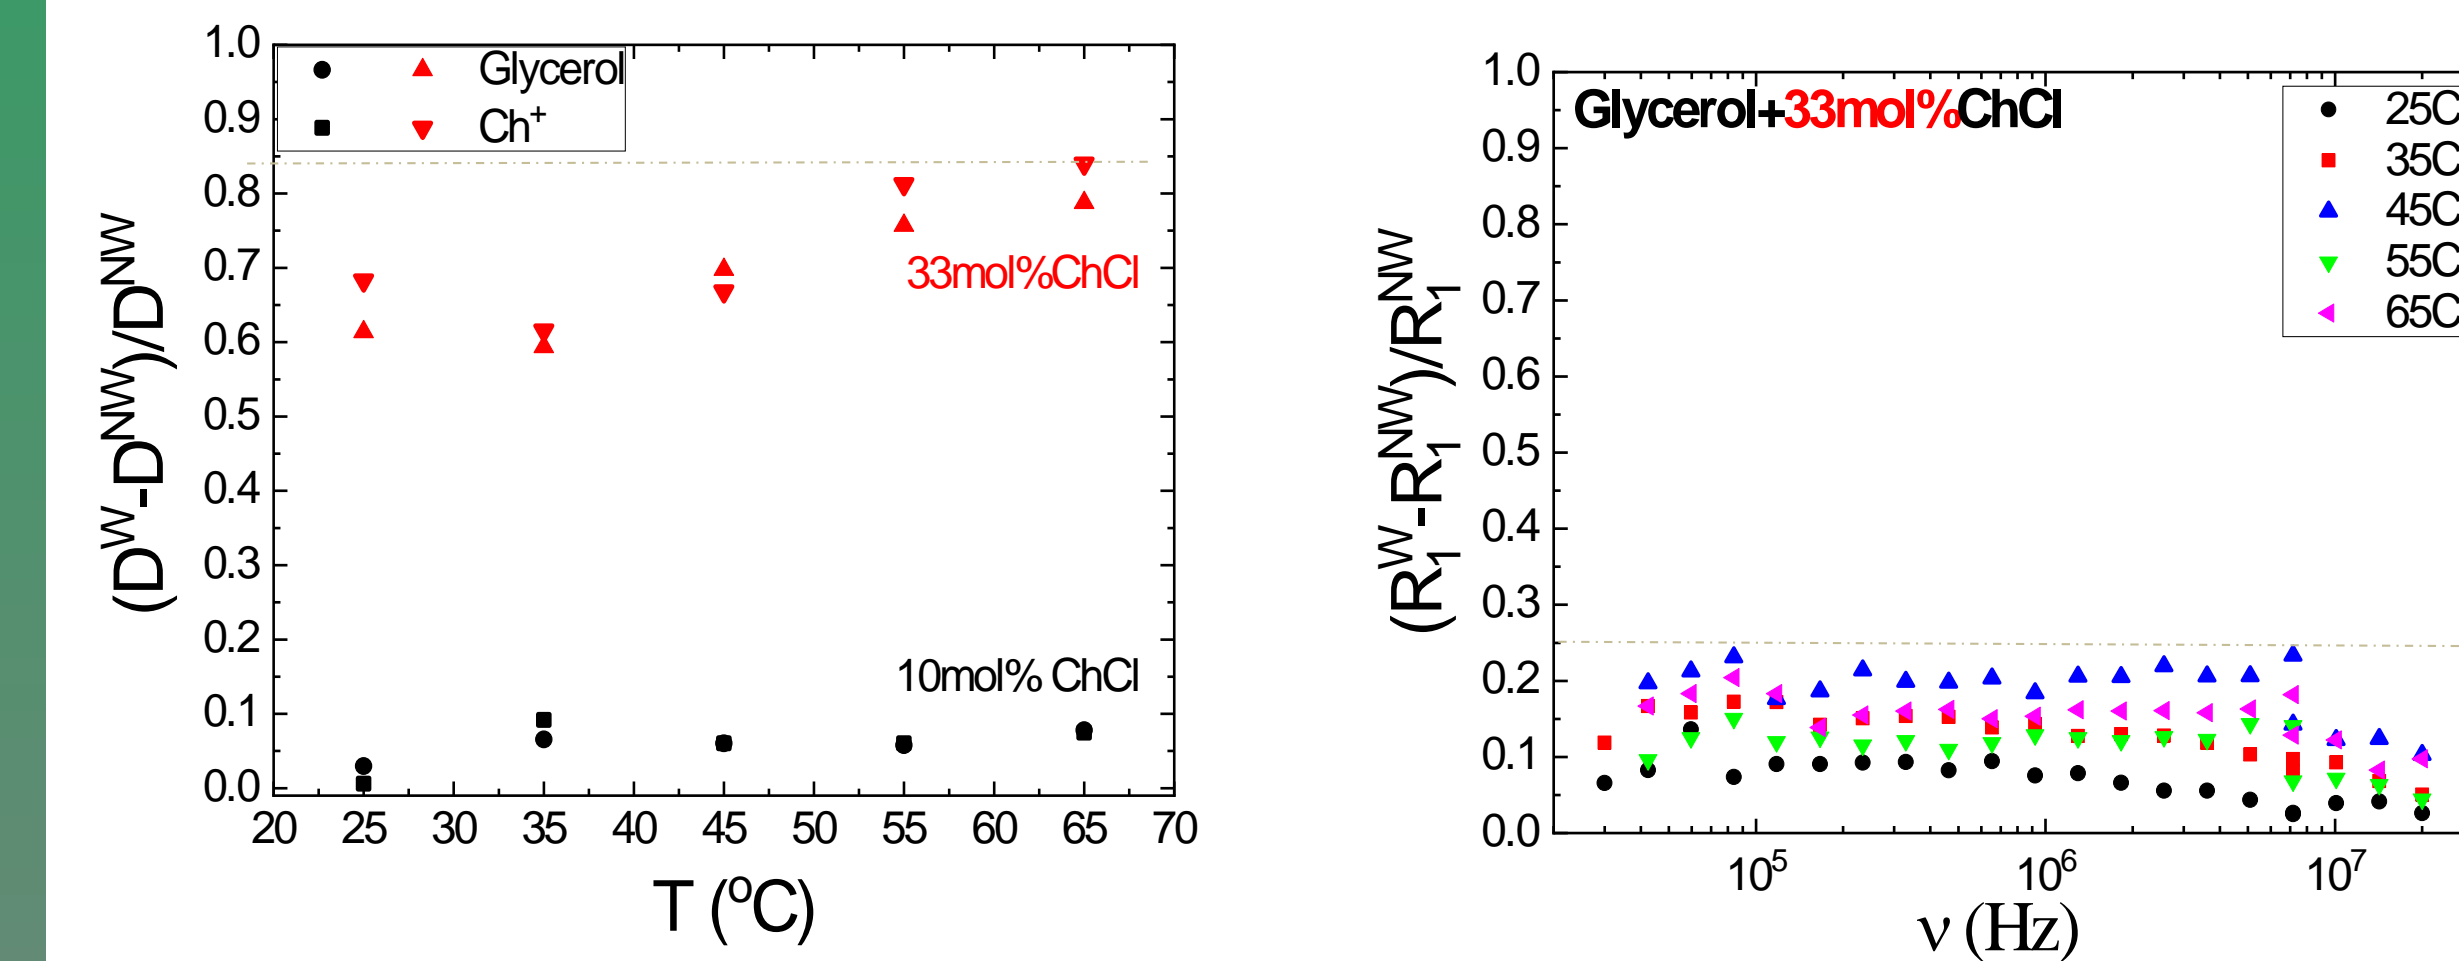 1.0
0.9
0.8
0.7
0.6
0.5
0.4
0.3
0.2
0.1
0.0
Glycerol
Ch⁺
33mol%ChCl
10mol% ChCl
20 25 30 35 40 45 50 55 60 65 70
T (ºC)
(Dᵂ-Dᴺᵂ)/Dᴺᵂ
1.0
0.9
0.8
0.7
0.6
0.5
0.4
0.3
0.2
0.1
0.0
Glycerol+33mol%ChCl
25C
35C
45C
55C
65C
10⁵ 10⁶ 10⁷
ν (Hz)
(R₁ᵂ-R₁ᴺᵂ)/R₁ᴺᵂ